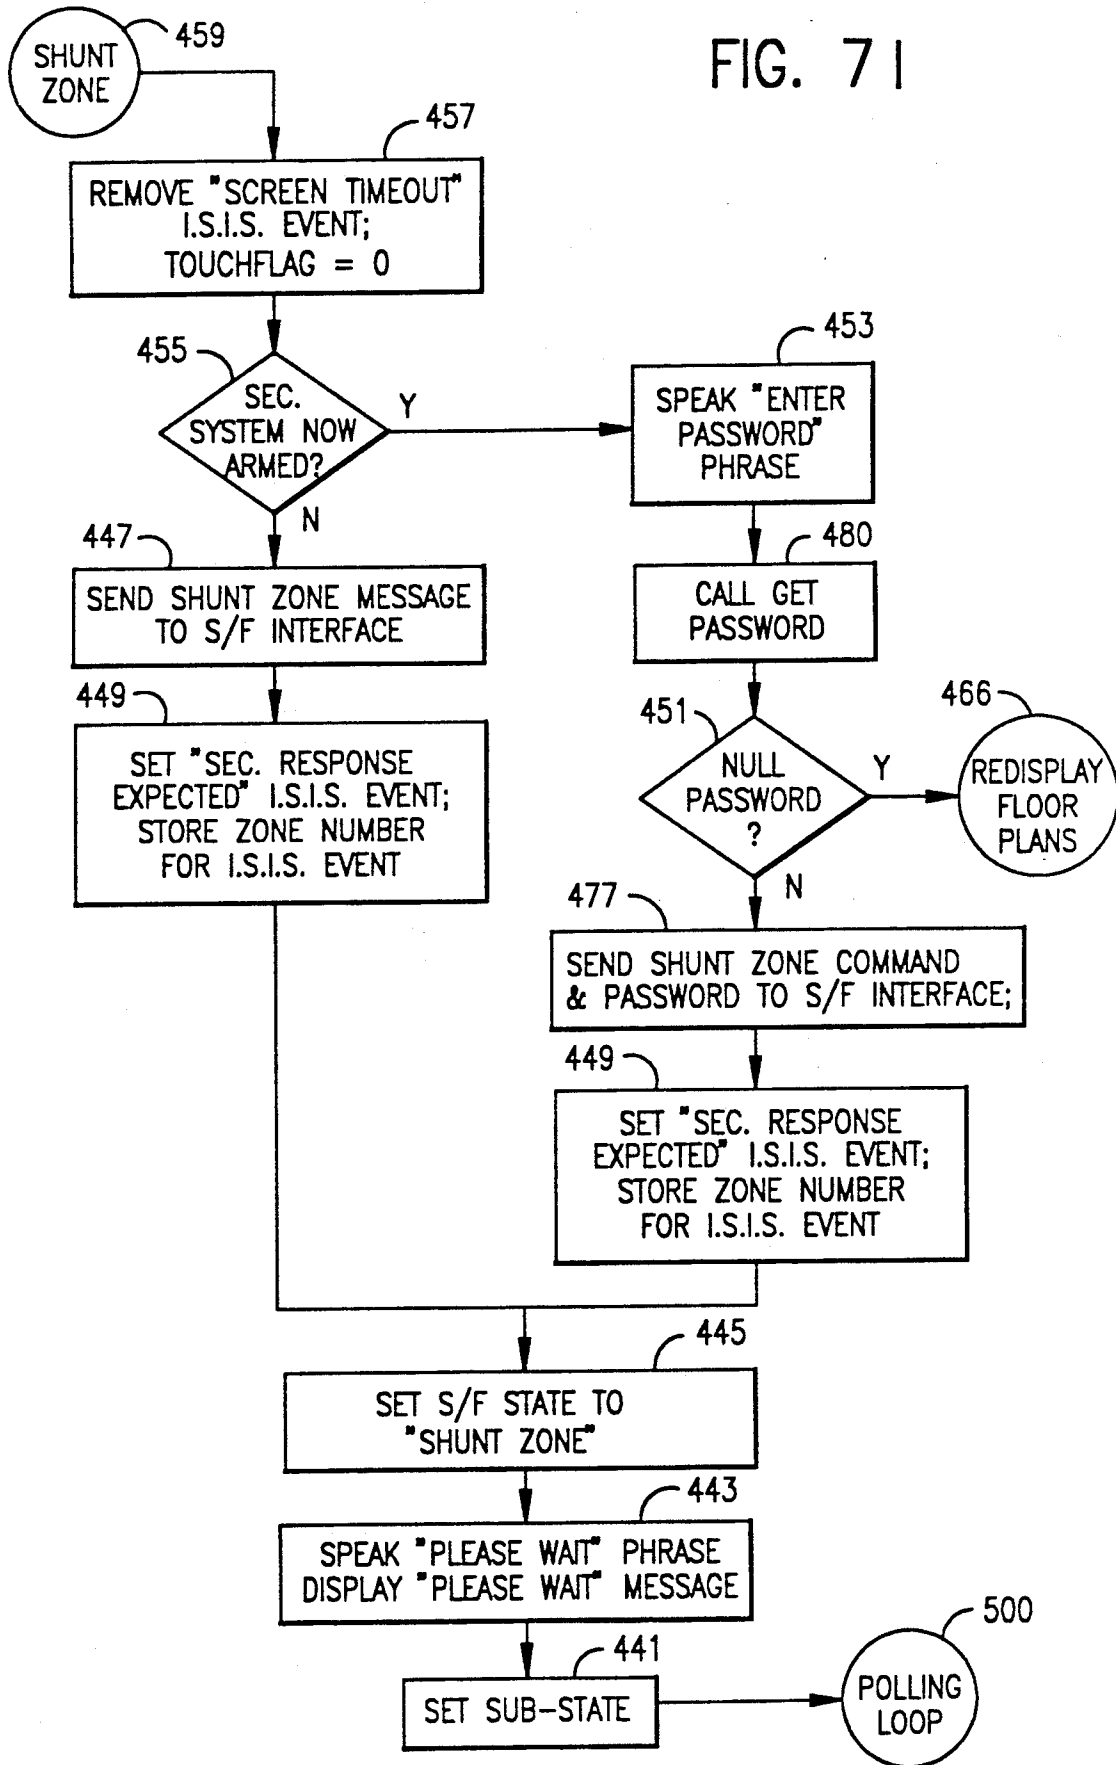 FIG. 71
SHUNT
ZONE
459
457
REMOVE "SCREEN TIMEOUT"
I.S.I.S. EVENT;
TOUCHFLAG = 0
455
SEC.
SYSTEM NOW
ARMED?
Y
N
453
SPEAK "ENTER
PASSWORD"
PHRASE
447
SEND SHUNT ZONE MESSAGE
TO S/F INTERFACE
480
CALL GET
PASSWORD
449
SET "SEC. RESPONSE
EXPECTED" I.S.I.S. EVENT;
STORE ZONE NUMBER
FOR I.S.I.S. EVENT
451
NULL
PASSWORD
?
Y
N
466
REDISPLAY
FLOOR
PLANS
477
SEND SHUNT ZONE COMMAND
& PASSWORD TO S/F INTERFACE;
449
SET "SEC. RESPONSE
EXPECTED" I.S.I.S. EVENT;
STORE ZONE NUMBER
FOR I.S.I.S. EVENT
445
SET S/F STATE TO
"SHUNT ZONE"
443
SPEAK "PLEASE WAIT" PHRASE
DISPLAY "PLEASE WAIT" MESSAGE
441
SET SUB-STATE
500
POLLING
LOOP